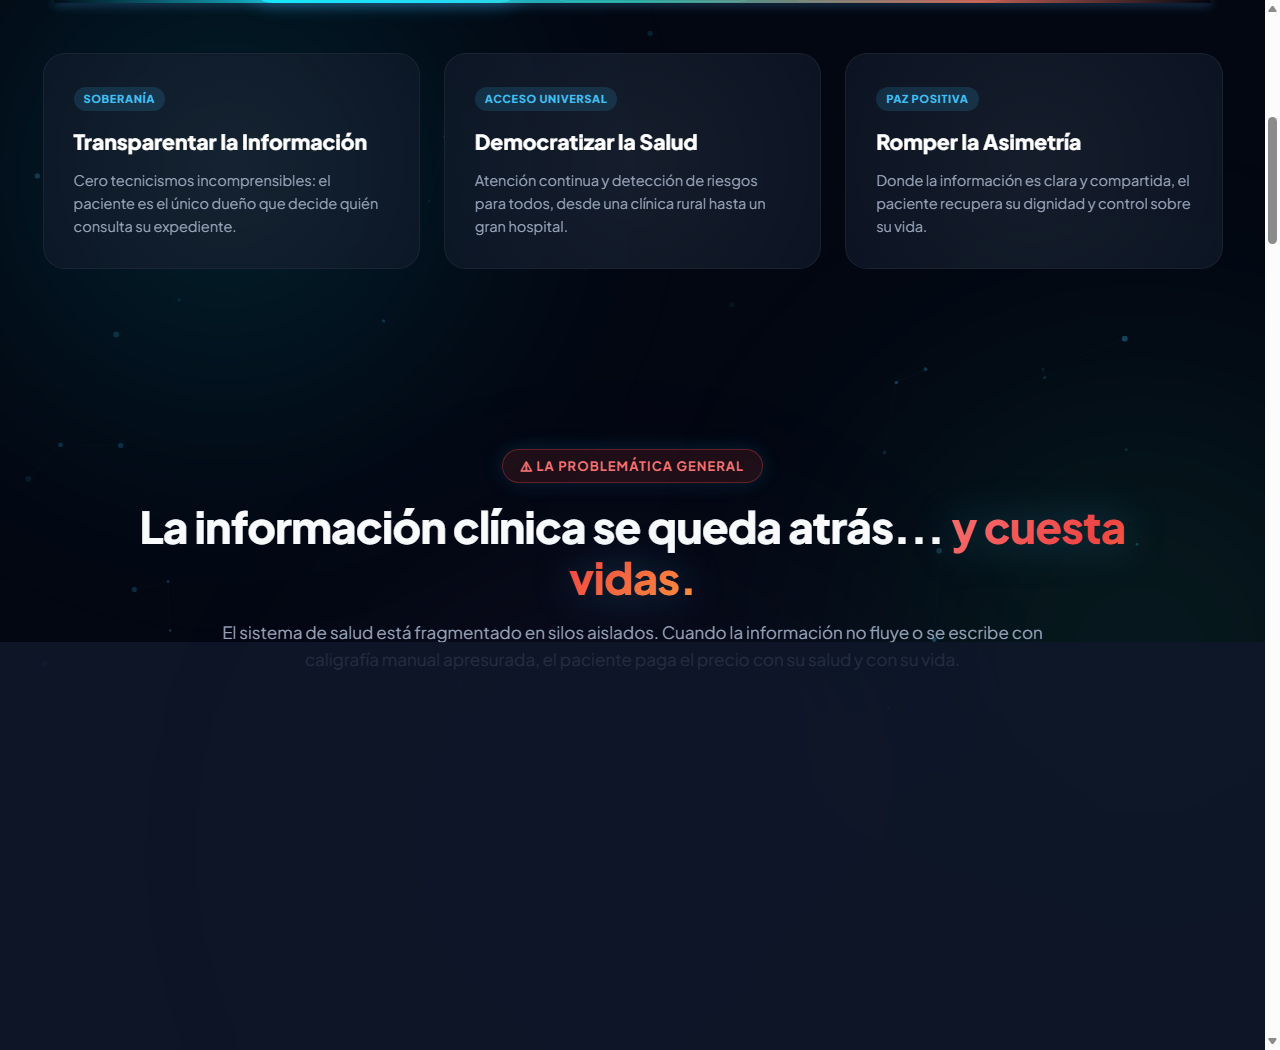 SOBERANÍA
Transparentar la Información
Cero tecnicismos incomprensibles: el
paciente es el único dueño que decide quién
consulta su expediente.
ACCESO UNIVERSAL
Democratizar la Salud
Atención continua y detección de riesgos
para todos, desde una clínica rural hasta un
gran hospital.
PAZ POSITIVA
Romper la Asimetría
Donde la información es clara y compartida, el
paciente recupera su dignidad y control sobre
su vida.
⚠ LA PROBLEMÁTICA GENERAL
La información clínica se queda atrás... y cuesta
vidas.
El sistema de salud está fragmentado en silos aislados. Cuando la información no fluye o se escribe con
caligrafía manual apresurada, el paciente paga el precio con su salud y con su vida.